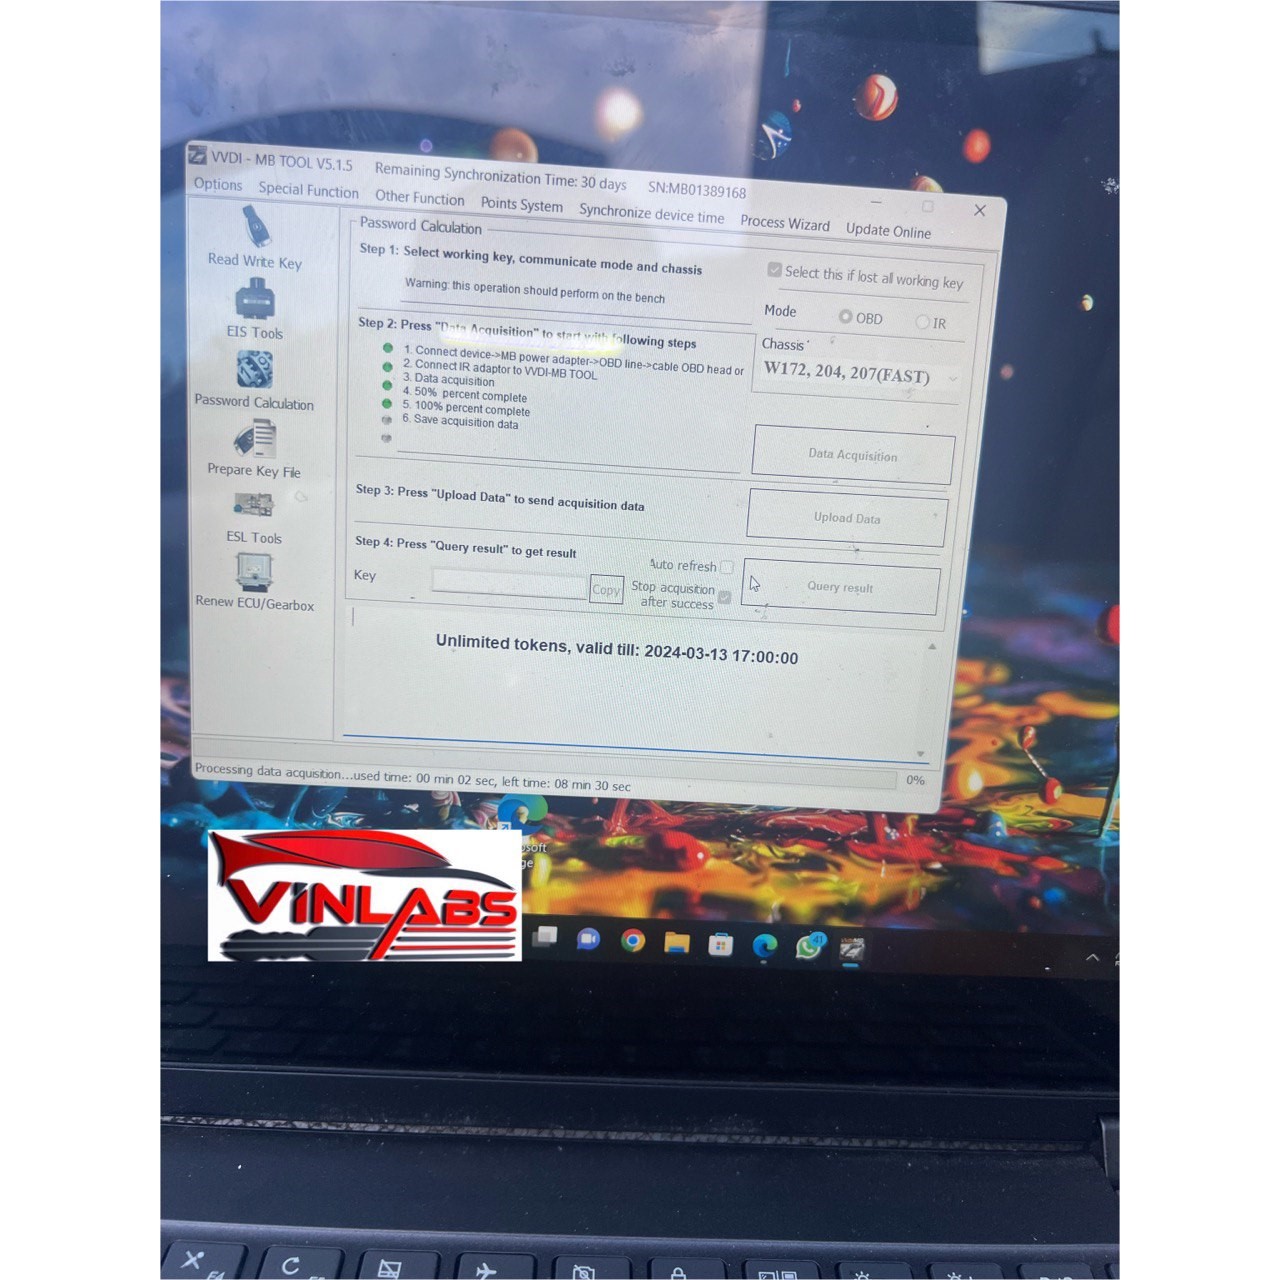 VVDI - MB TOOL V5.1.5 Remaining Synchronization Time: 30 days SN:MB01389168
Options Special Function Other Function Points System Synchronize device time Process Wizard Update Online
Read Write Key
EIS Tools
Password Calculation
Prepare Key File
ESL Tools
Renew ECU/Gearbox
Password Calculation
Step 1: Select working key, communicate mode and chassis
Select this if lost all working key
Warning: this operation should perform on the bench
Mode OBD IR
Step 2: Press "Data Acquisition" to start with following steps
Chassis
W172, 204, 207(FAST)
1. Connect device->MB power adapter->OBD line->cable OBD head or
2. Connect IR adaptor to VVDI-MB TOOL
3. Data acquisition
4. 50% percent complete
5. 100% percent complete
6. Save acquisition data
Data Acquisition
Step 3: Press "Upload Data" to send acquisition data
Upload Data
Step 4: Press "Query result" to get result
Auto refresh
Key
Copy
Stop acquisition
after success
Query result
Unlimited tokens, valid till: 2024-03-13 17:00:00
Processing data acquisition...used time: 00 min 02 sec, left time: 08 min 30 sec
0%
VINLABS
41
F4